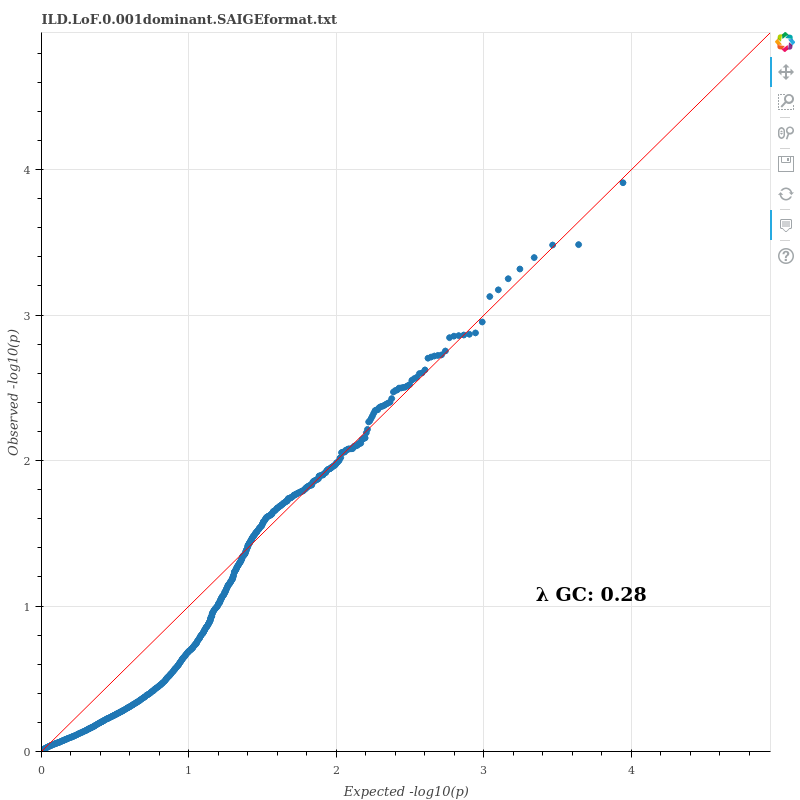 ILD.LoF.0.001dominant.SAIGEformat.txt
4
3
2
1
0
Observed -log10(p)
λ GC: 0.28
0 1 2 3 4
Expected -log10(p)